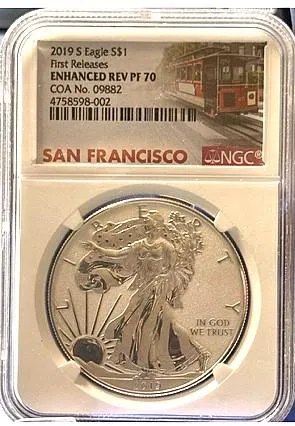 2019 S Eagle S$1
First Releases
ENHANCED REV PF 70
COA No. 09882
4758598-002
SAN FRANCISCO NGC®
LIBERTY
IN GOD
WE TRUST
2019